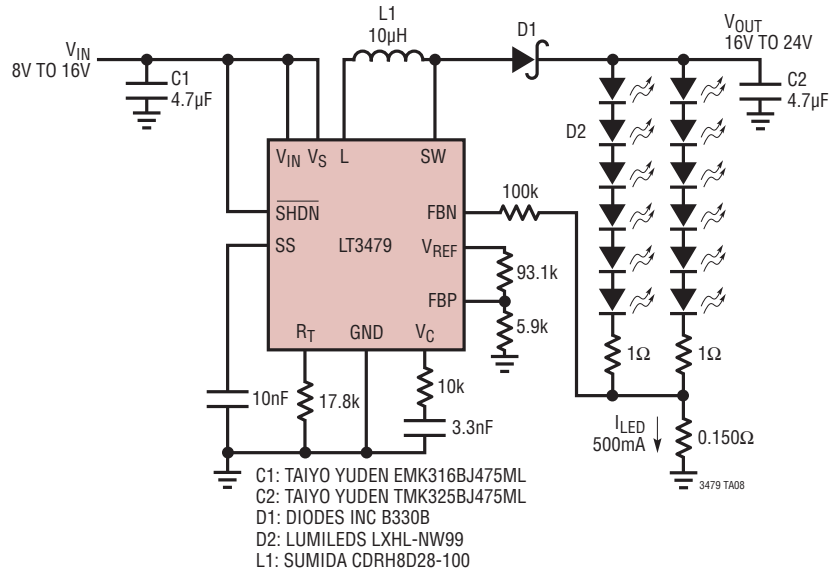 L1
10µH
D1
VIN
8V TO 16V
VOUT
16V TO 24V
C1
4.7µF
C2
4.7µF
D2
VIN VS L SW
SHDN
FBN
100k
SS
LT3479
VREF
93.1k
FBP
5.9k
RT GND VC
1Ω 1Ω
10nF
17.8k
10k
3.3nF
ILED
500mA
0.150Ω
3479 TA08
C1: TAIYO YUDEN EMK316BJ475ML
C2: TAIYO YUDEN TMK325BJ475ML
D1: DIODES INC B330B
D2: LUMILEDS LXHL-NW99
L1: SUMIDA CDRH8D28-100